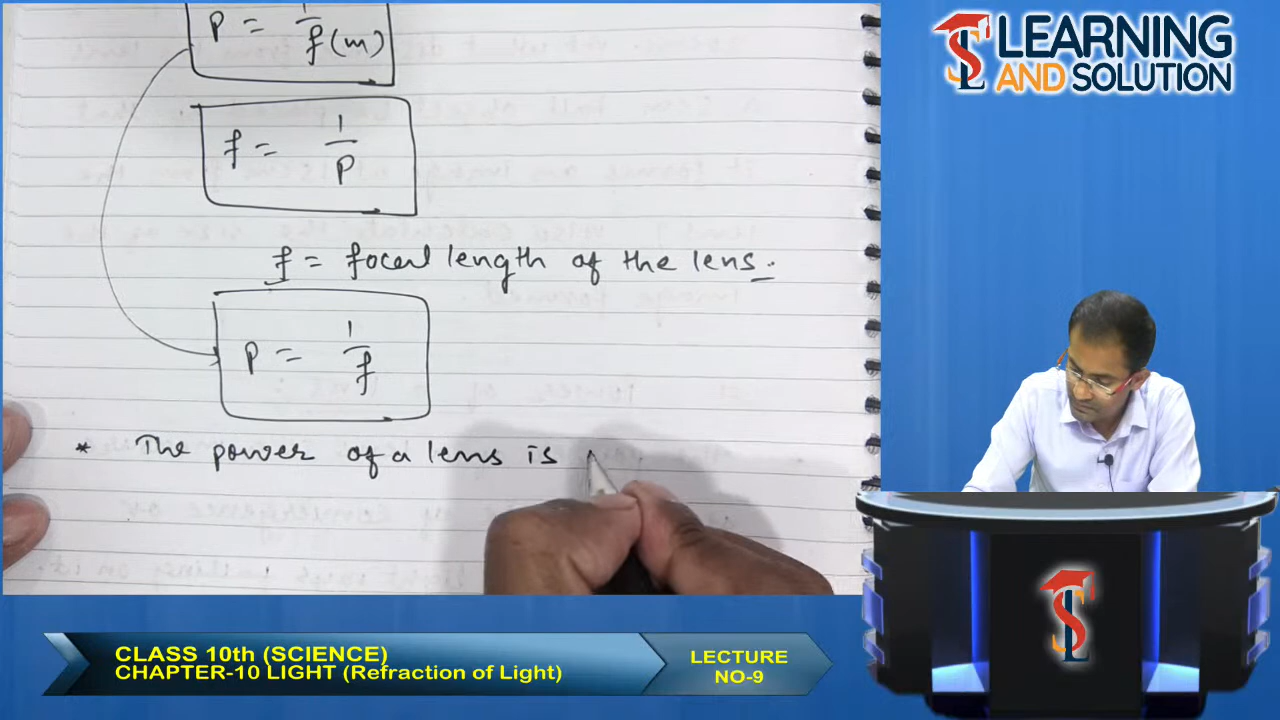 P = 1/f(m)
f = 1/P
f = focal length of the lens.
P = 1/f
* The power of a lens is
LEARNING
AND SOLUTION
CLASS 10th (SCIENCE)
CHAPTER-10 LIGHT (Refraction of Light)
LECTURE
NO-9